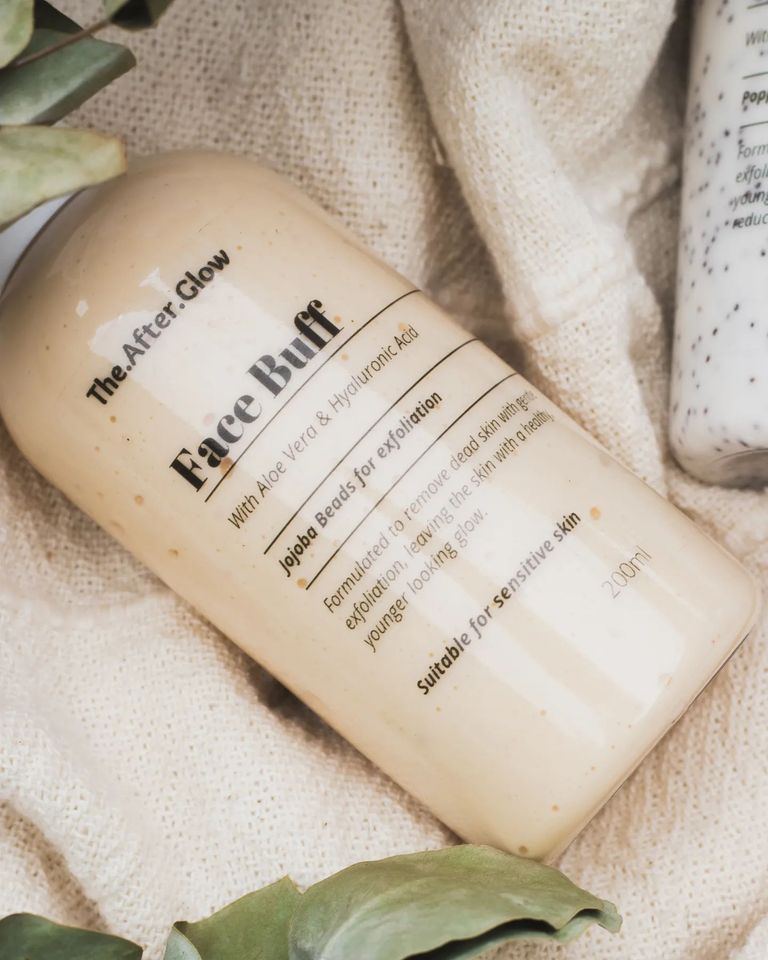 The.After.Glow
Face Buff
With Aloe Vera & Hyaluronic Acid
Jojoba Beads for exfoliation
Formulated to remove dead skin with gentle
exfoliation, leaving the skin with a healthy,
younger looking glow.
Suitable for sensitive skin
200ml
With